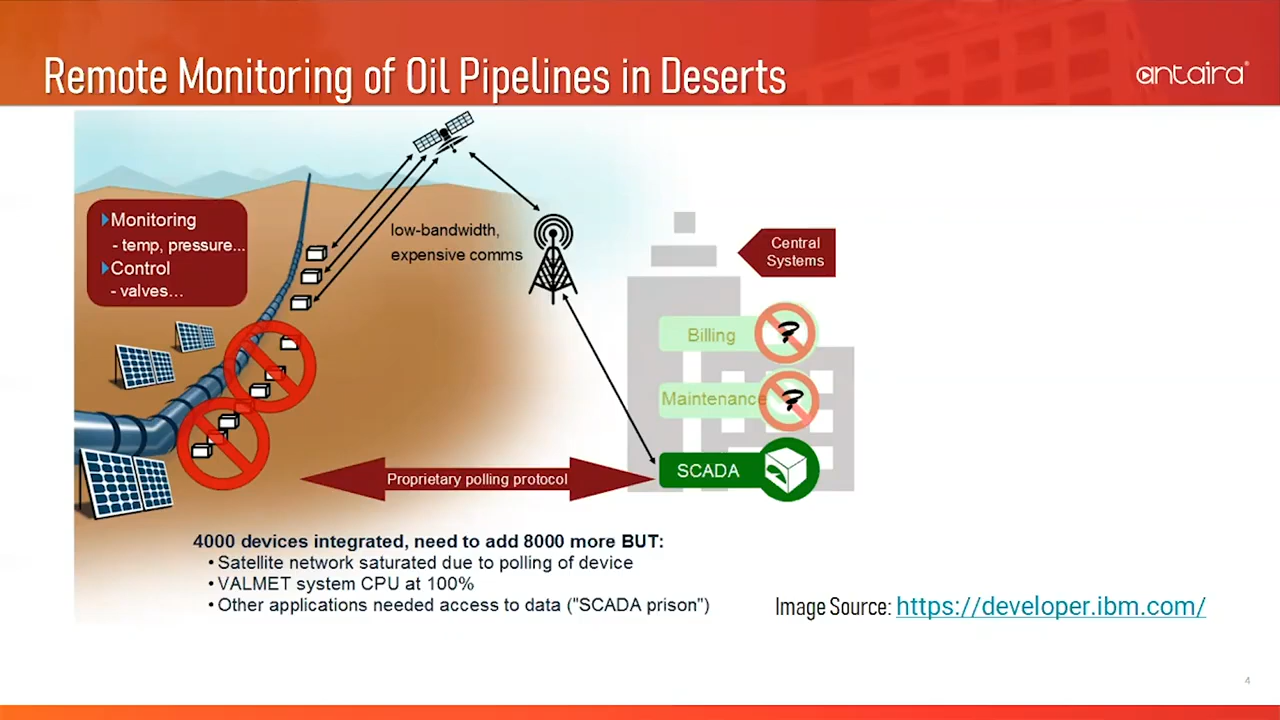 Remote Monitoring of Oil Pipelines in Deserts
antaira
Monitoring
- temp, pressure...
Control
- valves...
low-bandwidth,
expensive comms
Central
Systems
Billing
Maintenance
SCADA
Proprietary polling protocol
4000 devices integrated, need to add 8000 more BUT:
• Satellite network saturated due to polling of device
• VALMET system CPU at 100%
• Other applications needed access to data ("SCADA prison")
Image Source: https://developer.ibm.com/
4